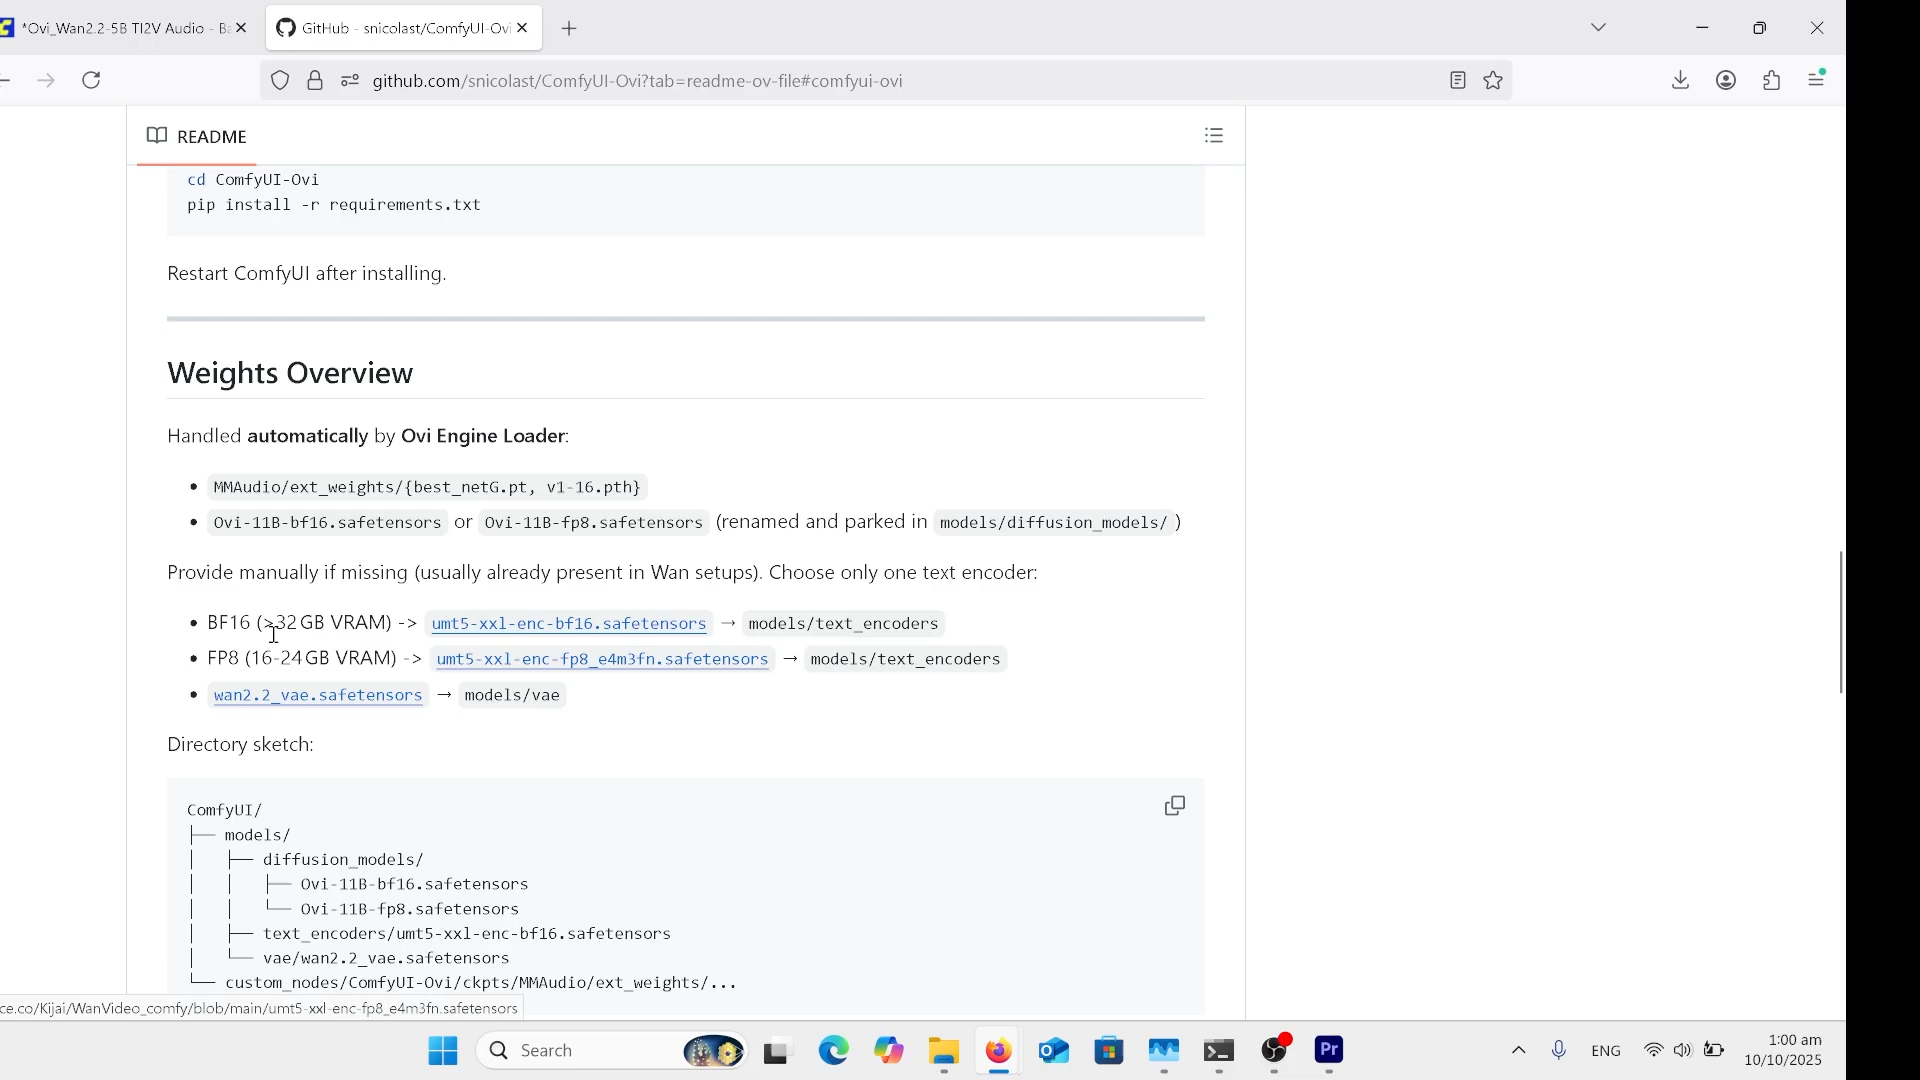 *Ovi_Wan2.2-5B TI2V Audio - Ba
GitHub - snicolast/ComfyUI-Ovi
github.com/snicolast/ComfyUI-Ovi?tab=readme-ov-file#comfyui-ovi
README
cd ComfyUI-Ovi
pip install -r requirements.txt
Restart ComfyUI after installing.
Weights Overview
Handled automatically by Ovi Engine Loader:
• MMAudio/ext_weights/{best_netG.pt, v1-16.pth}
• Ovi-11B-bf16.safetensors or Ovi-11B-fp8.safetensors (renamed and parked in models/diffusion_models/ )
Provide manually if missing (usually already present in Wan setups). Choose only one text encoder:
• BF16 (>32 GB VRAM) -> umt5-xxl-enc-bf16.safetensors → models/text_encoders
• FP8 (16-24 GB VRAM) -> umt5-xxl-enc-fp8_e4m3fn.safetensors → models/text_encoders
• wan2.2_vae.safetensors → models/vae
Directory sketch:
ComfyUI/
├── models/
│   ├── diffusion_models/
│   │   ├── Ovi-11B-bf16.safetensors
│   │   └── Ovi-11B-fp8.safetensors
│   ├── text_encoders/umt5-xxl-enc-bf16.safetensors
│   └── vae/wan2.2_vae.safetensors
└── custom_nodes/ComfyUI-Ovi/ckpts/MMAudio/ext_weights/...
ce.co/Kijai/WanVideo_comfy/blob/main/umt5-xxl-enc-fp8_e4m3fn.safetensors
Search
Pr
ENG
1:00 am
10/10/2025